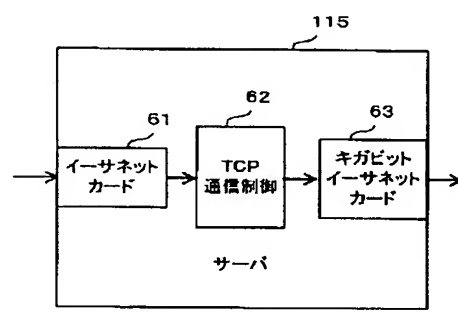 115
61
62
63
イーサネット
カード
TCP
通信制御
キガビット
イーサネット
カード
サーバ